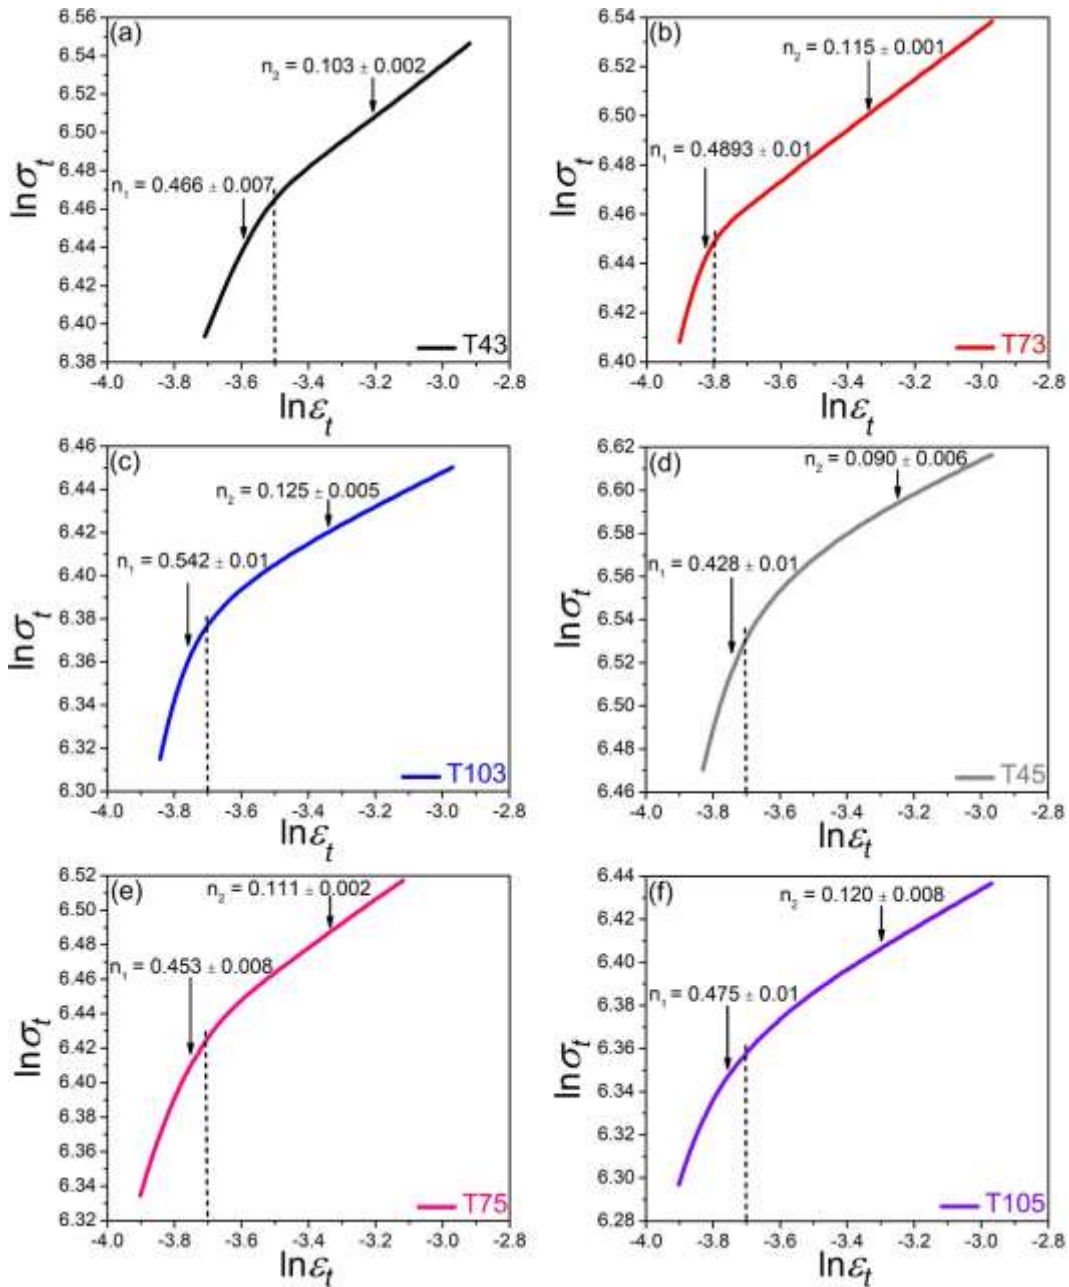 (a)
6.56
6.54
6.52
6.50
6.48
6.46
6.44
6.42
6.40
6.38
lnσt
n2 = 0.103 ± 0.002
n1 = 0.466 ± 0.007
T43
-4.0 -3.8 -3.6 -3.4 -3.2 -3.0 -2.8
lnεt
(b)
6.54
6.52
6.50
6.48
6.46
6.44
6.42
6.40
lnσt
n2 = 0.115 ± 0.001
n1 = 0.4893 ± 0.01
T73
-4.0 -3.8 -3.6 -3.4 -3.2 -3.0 -2.8
lnεt
(c)
6.46
6.44
6.42
6.40
6.38
6.36
6.34
6.32
6.30
lnσt
n2 = 0.125 ± 0.005
n1 = 0.542 ± 0.01
T103
-4.0 -3.8 -3.6 -3.4 -3.2 -3.0 -2.8
lnεt
(d)
6.62
6.60
6.58
6.56
6.54
6.52
6.50
6.48
6.46
lnσt
n2 = 0.090 ± 0.006
n1 = 0.428 ± 0.01
T45
-4.0 -3.8 -3.6 -3.4 -3.2 -3.0 -2.8
lnεt
(e)
6.52
6.50
6.48
6.46
6.44
6.42
6.40
6.38
6.36
6.34
6.32
lnσt
n2 = 0.111 ± 0.002
n1 = 0.453 ± 0.008
T75
-4.0 -3.8 -3.6 -3.4 -3.2 -3.0 -2.8
lnεt
(f)
6.44
6.42
6.40
6.38
6.36
6.34
6.32
6.30
6.28
lnσt
n2 = 0.120 ± 0.008
n1 = 0.475 ± 0.01
T105
-4.0 -3.8 -3.6 -3.4 -3.2 -3.0 -2.8
lnεt